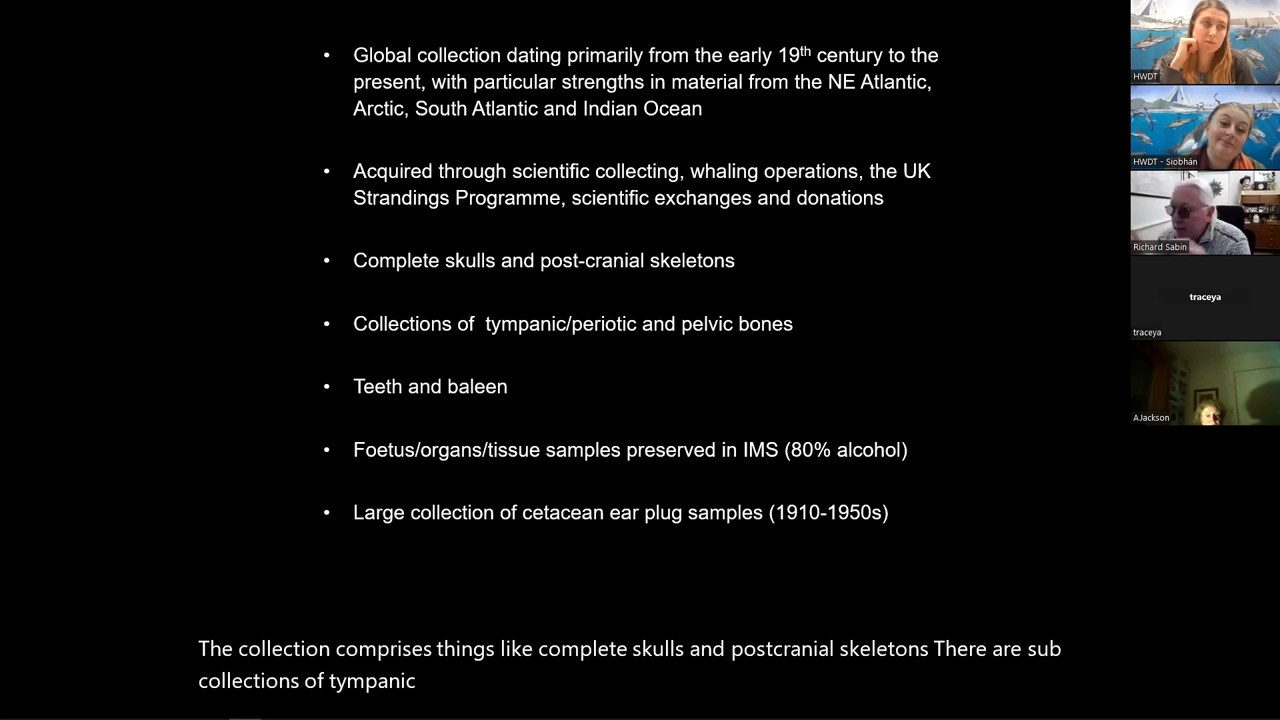 • Global collection dating primarily from the early 19th century to the
present, with particular strengths in material from the NE Atlantic,
Arctic, South Atlantic and Indian Ocean
• Acquired through scientific collecting, whaling operations, the UK
Strandings Programme, scientific exchanges and donations
• Complete skulls and post-cranial skeletons
• Collections of  tympanic/periotic and pelvic bones
• Teeth and baleen
• Foetus/organs/tissue samples preserved in IMS (80% alcohol)
• Large collection of cetacean ear plug samples (1910-1950s)
The collection comprises things like complete skulls and postcranial skeletons There are sub
collections of tympanic
HWDT
HWDT - Siobhán
Richard Sabin
traceya
traceya
A Jackson